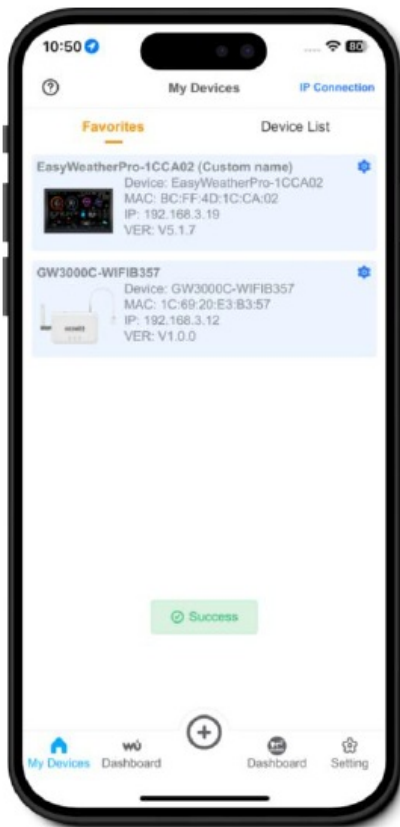 10:50
80
My Devices
IP Connection
Favorites
Device List
EasyWeatherPro-1CCA02 (Custom name)
Device: EasyWeatherPro-1CCA02
MAC: BC:FF:4D:1C:CA:02
IP: 192.168.3.19
VER: V5.1.7
GW3000C-WIFIB357
Device: GW3000C-WIFIB357
MAC: 1C:69:20:E3:B3:57
IP: 192.168.3.12
VER: V1.0.0
Success
wu
My Devices
Dashboard
Dashboard
Setting